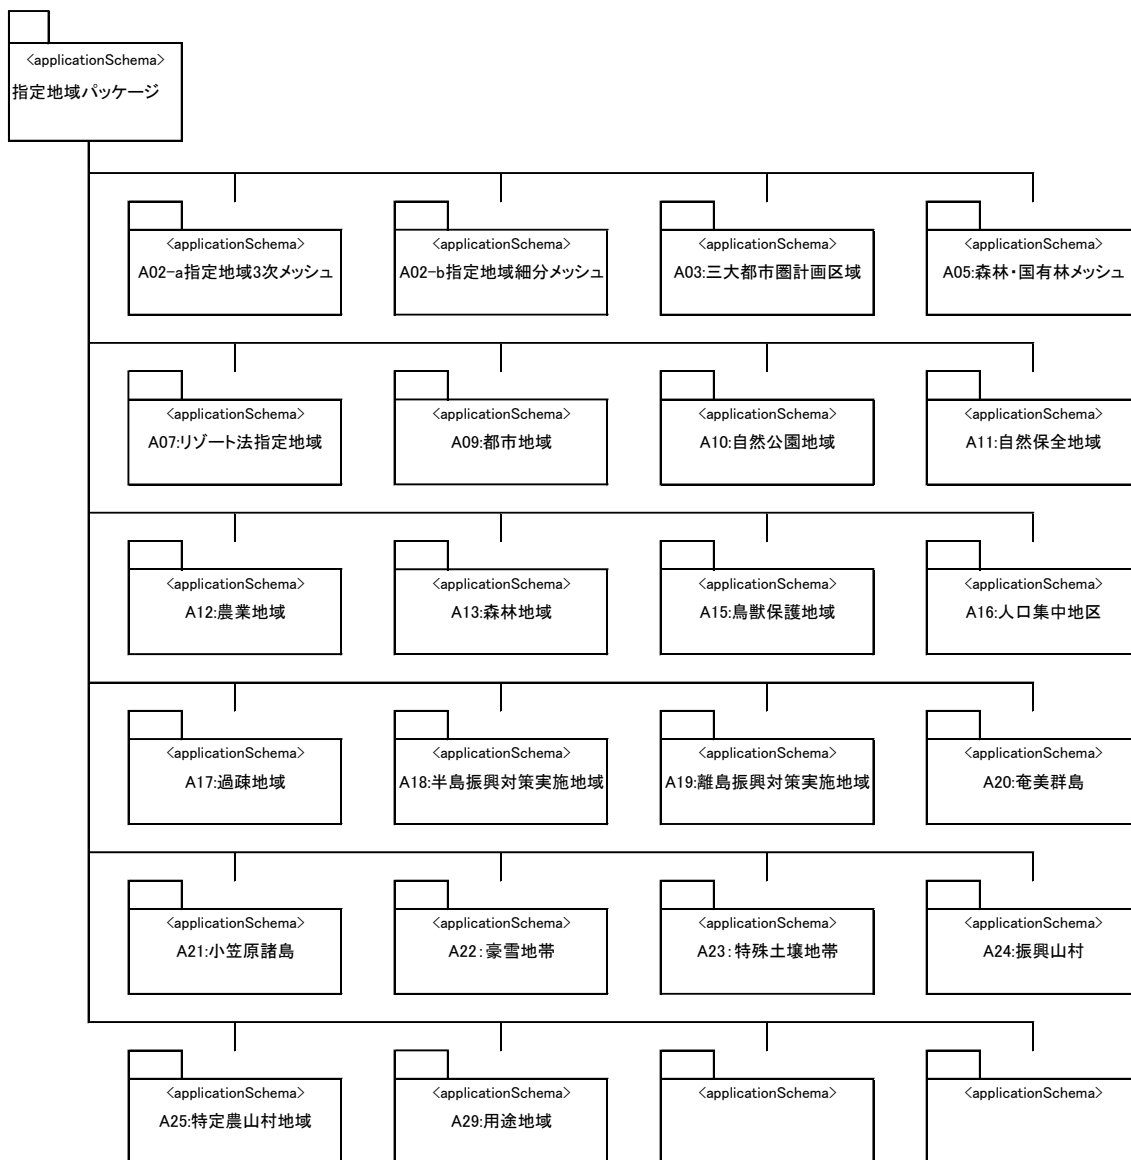 <applicationSchema>
指定地域パッケージ
<applicationSchema>
A02-a指定地域3次メッシュ
<applicationSchema>
A02-b指定地域細分メッシュ
<applicationSchema>
A03:三大都市圏計画区域
<applicationSchema>
A05:森林・国有林メッシュ
<applicationSchema>
A07:リゾート法指定地域
<applicationSchema>
A09:都市地域
<applicationSchema>
A10:自然公園地域
<applicationSchema>
A11:自然保全地域
<applicationSchema>
A12:農業地域
<applicationSchema>
A13:森林地域
<applicationSchema>
A15:鳥獣保護地域
<applicationSchema>
A16:人口集中地区
<applicationSchema>
A17:過疎地域
<applicationSchema>
A18:半島振興対策実施地域
<applicationSchema>
A19:離島振興対策実施地域
<applicationSchema>
A20:奄美群島
<applicationSchema>
A21:小笠原諸島
<applicationSchema>
A22:豪雪地帯
<applicationSchema>
A23:特殊土壌地帯
<applicationSchema>
A24:振興山村
<applicationSchema>
A25:特定農山村地域
<applicationSchema>
A29:用途地域
<applicationSchema>
<applicationSchema>